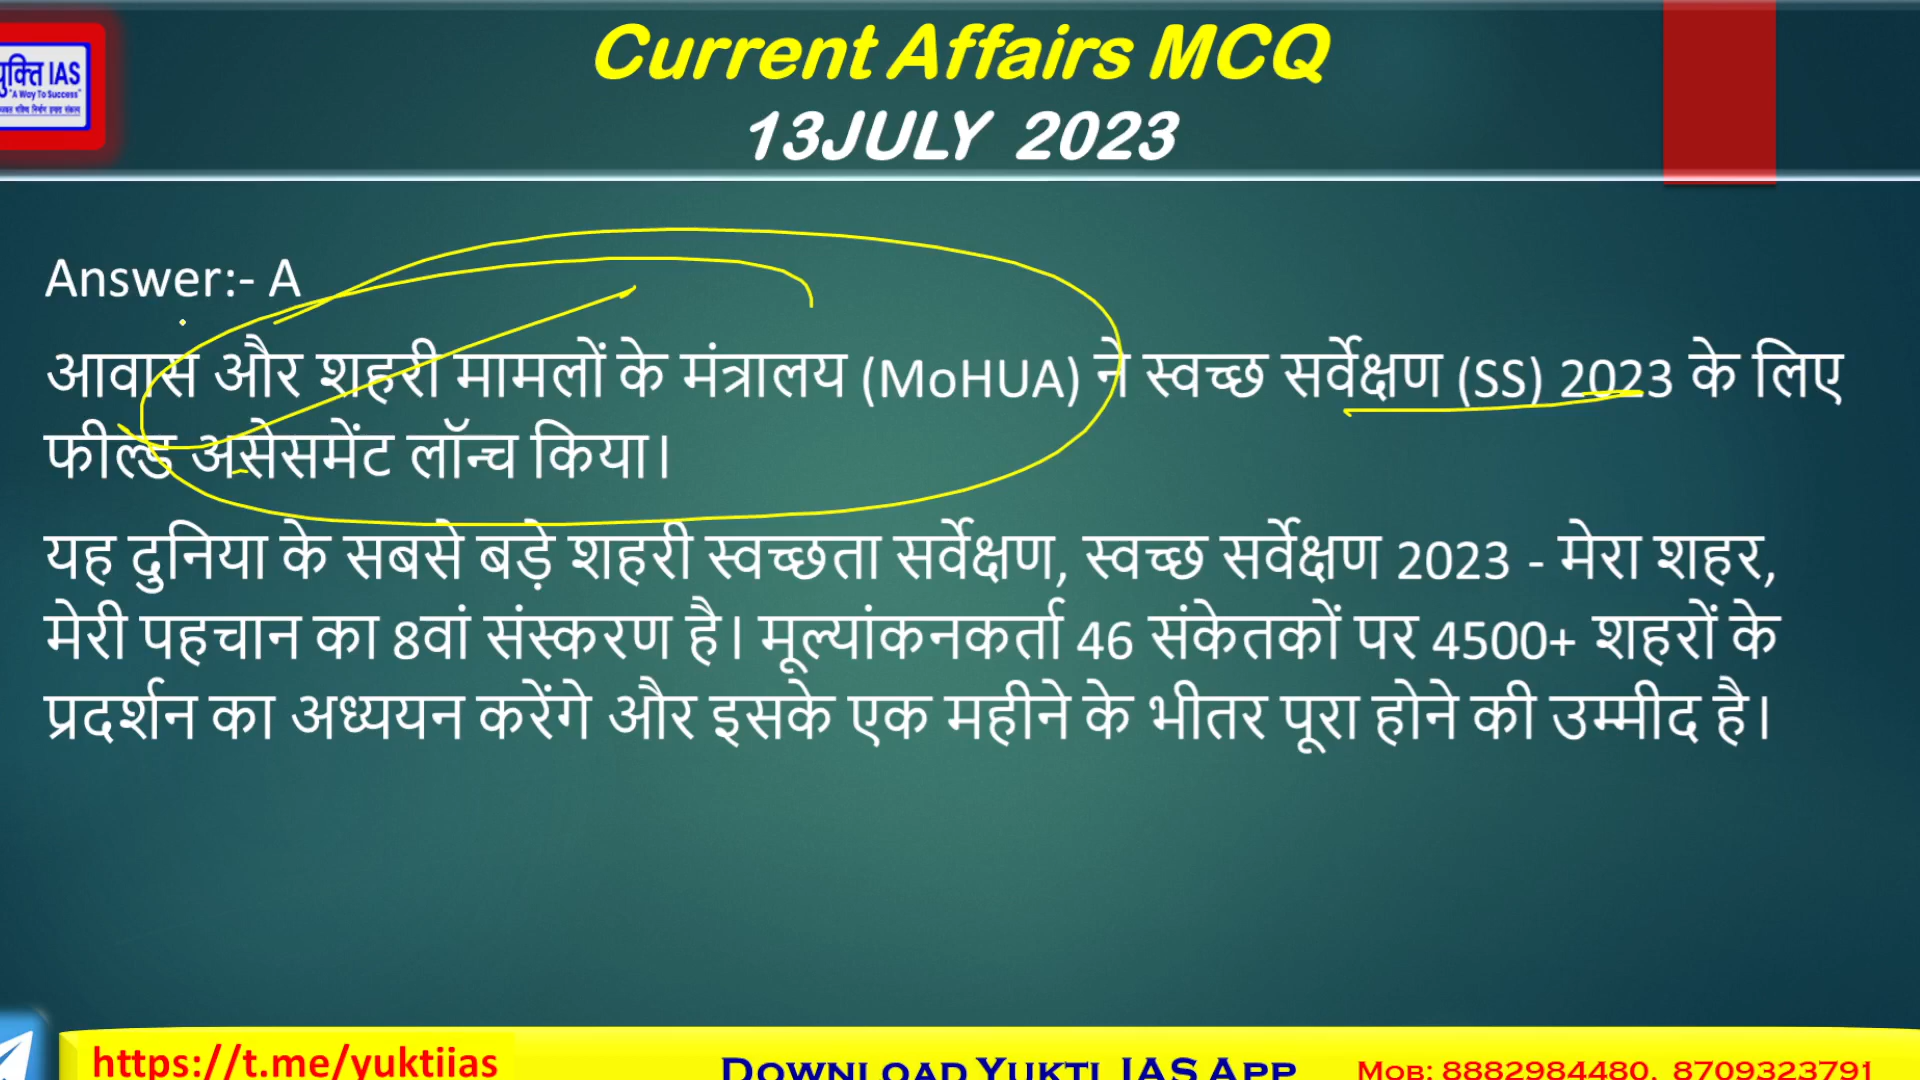 Current Affairs MCQ
13JULY 2023
युक्ति IAS
"A Way To Success"
Answer:- A
आवास और शहरी मामलों के मंत्रालय (MoHUA) ने स्वच्छ सर्वेक्षण (SS) 2023 के लिए
फील्ड असेसमेंट लॉन्च किया।
यह दुनिया के सबसे बड़े शहरी स्वच्छता सर्वेक्षण, स्वच्छ सर्वेक्षण 2023 - मेरा शहर,
मेरी पहचान का 8वां संस्करण है। मूल्यांकनकर्ता 46 संकेतकों पर 4500+ शहरों के
प्रदर्शन का अध्ययन करेंगे और इसके एक महीने के भीतर पूरा होने की उम्मीद है।
https://t.me/yuktiias
Download Yukti IAS App
Mob: 8882984480, 8709323791